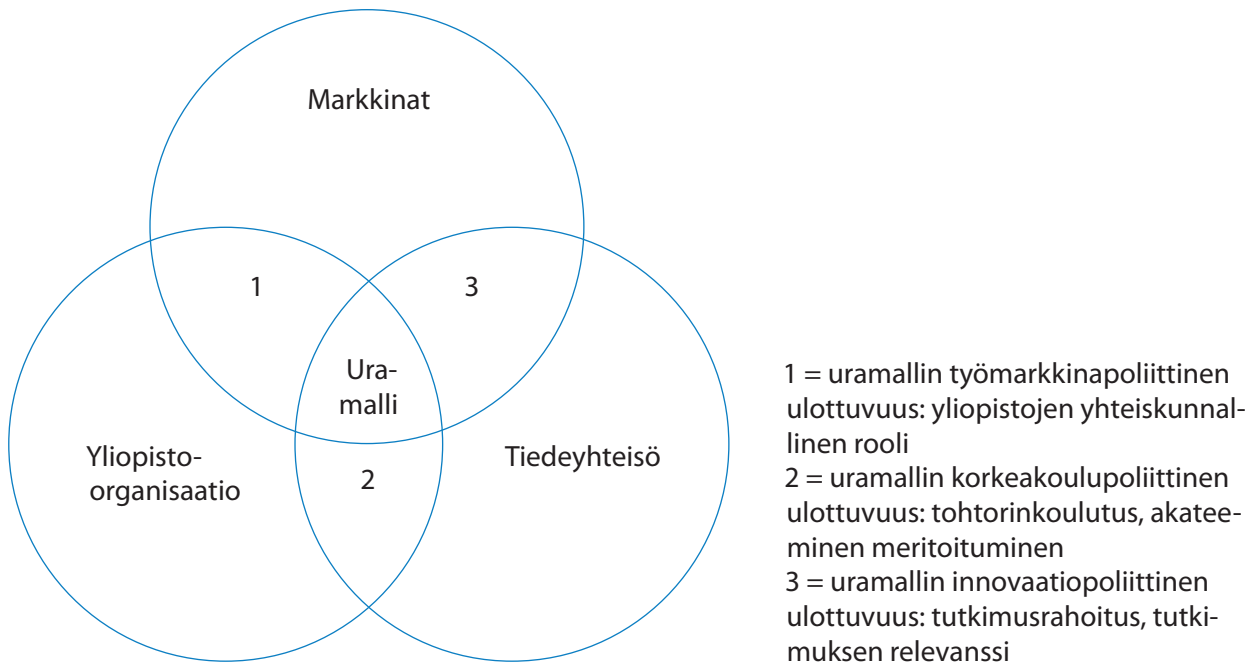 Markkinat
1
3
Ura-
malli
Yliopisto-
organisaatio
2
Tiedeyhteisö
1 = uramallin työmarkkinapoliittinen
ulottuvuus: yliopistojen yhteiskunnal-
linen rooli
2 = uramallin korkeakoulupoliittinen
ulottuvuus: tohtorinkoulutus, akatee-
minen meritoituminen
3 = uramallin innovaatiopoliittinen
ulottuvuus: tutkimusrahoitus, tutki-
muksen relevanssi